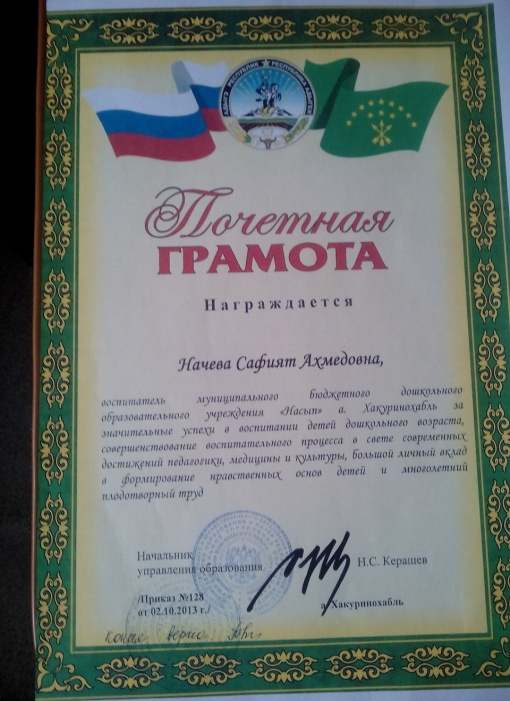 Почетная
ГРАМОТА
Награждается
Начева Сафият Ахмедовна,
воспитатель муниципального бюджетного дошкольного
образовательного учреждения «Насып» а. Хакуринохабль за
значительные успехи в воспитании детей дошкольного возраста,
совершенствование воспитательного процесса в свете современных
достижений педагогики, медицины и культуры, большой личный вклад
в формирование нравственных основ детей и многолетний
плодотворный труд
Начальник
управления образования
Н.С. Керашев
/Приказ №128
от 02.10.2013 г./
а. Хакуринохабль
Копия верна